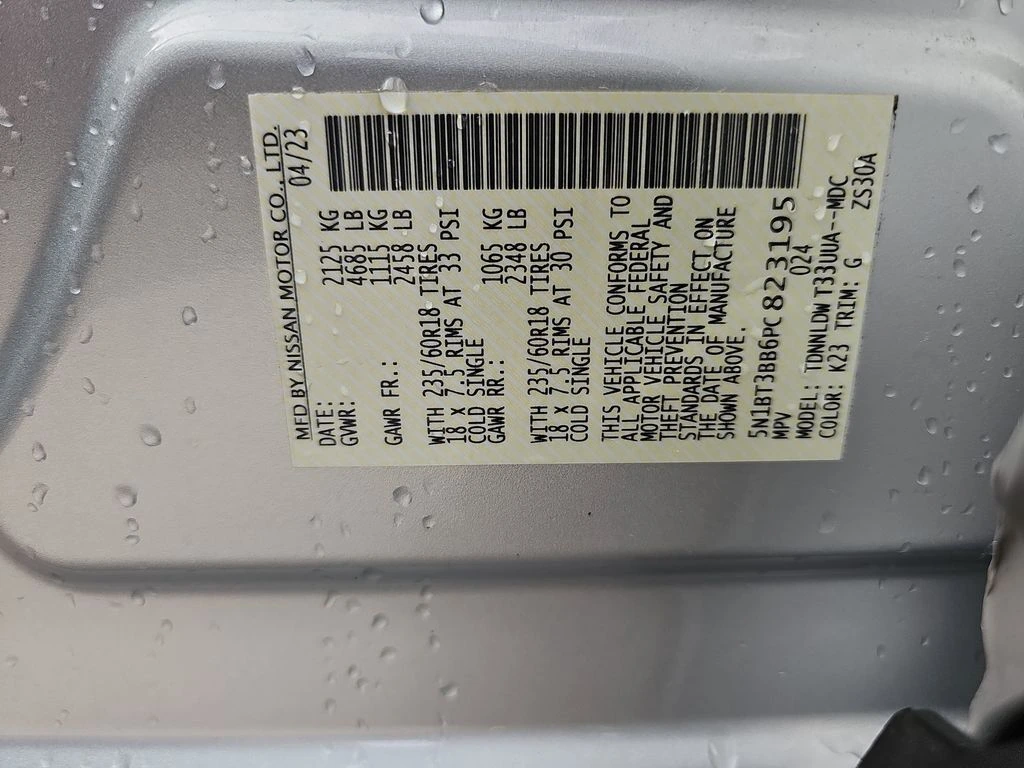 MFD BY NISSAN MOTOR CO., LTD.
DATE: 04/23
GVWR: 2125 KG
4685 LB
GAWR FR.: 1115 KG
2458 LB
WITH 235/60R18 TIRES
18 X 7.5 RIMS AT 33 PSI
COLD SINGLE
GAWR RR.: 1065 KG
2348 LB
WITH 235/60R18 TIRES
18 X 7.5 RIMS AT 30 PSI
COLD SINGLE
THIS VEHICLE CONFORMS TO
ALL APPLICABLE FEDERAL
MOTOR VEHICLE SAFETY AND
THEFT PREVENTION
STANDARDS IN EFFECT ON
THE DATE OF MANUFACTURE
SHOWN ABOVE.
5N1BT3BB6PC823195
MPV 024
MODEL: TDNNLDW T33UUA--MDC
COLOR: K23 TRIM: G ZS30A